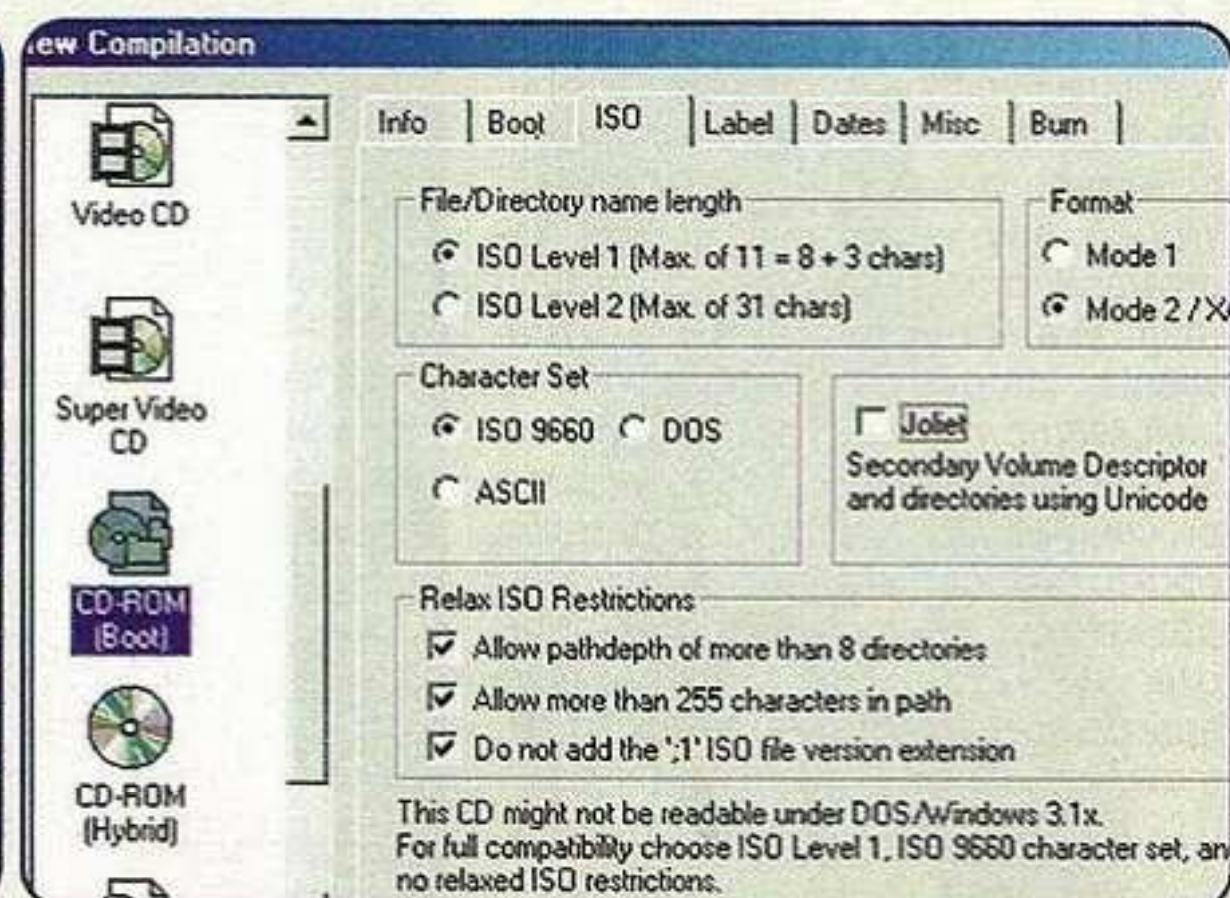 ew Compilation
Video CD
Super Video
CD
CD-ROM
(Boot)
CD-ROM
(Hybrid)
Info
Boot
ISO
Label
Dates
Misc
Burn
File/Directory name length
ISO Level 1 (Max. of 11 = 8 + 3 chars)
ISO Level 2 (Max. of 31 chars)
Format
Mode 1
Mode 2 / XA
Character Set
ISO 9660
DOS
ASCII
Joliet
Secondary Volume Descriptor
and directories using Unicode
Relax ISO Restrictions
Allow pathdepth of more than 8 directories
Allow more than 255 characters in path
Do not add the ';1' ISO file version extension
This CD might not be readable under DOS/Windows 3.1x.
For full compatibility choose ISO Level 1, ISO 9660 character set, an
no relaxed ISO restrictions.